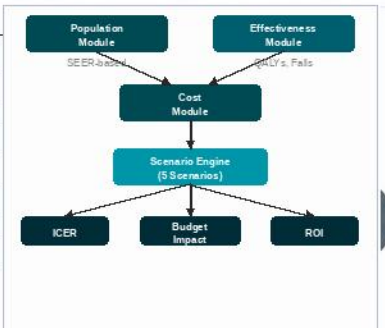 Population
Module
Effectiveness
Module
SEER-based
QALYs, Falls
Cost
Module
Scenario Engine
(5 Scenarios)
ICER
Budget
Impact
ROI